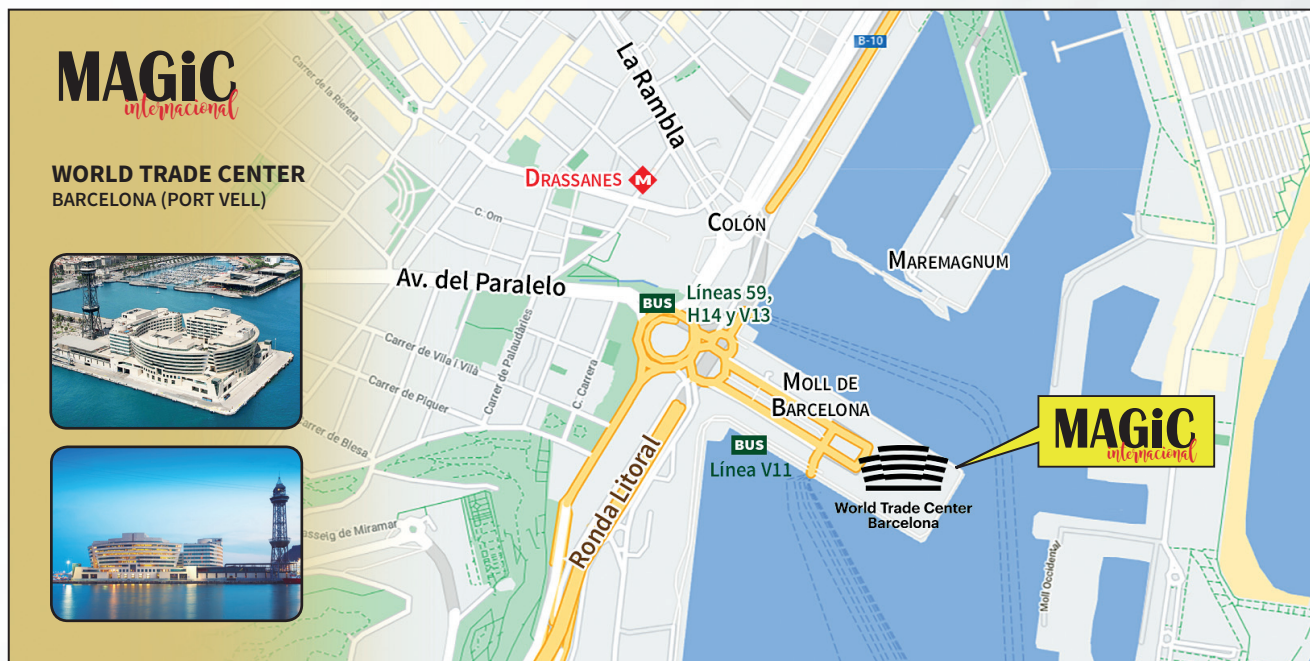 MAGiC
internacional
WORLD TRADE CENTER
BARCELONA (PORT VELL)
Carrer de la Riereta
La Rambla
B-10
DRASSANES M
C. Om
COLÓN
MAREMAGNUM
Av. del Paralelo
BUS
Líneas 59,
H14 y V13
Carrer de Vila i Vilà
Carrer de Palaudàries
C. Carrera
Carrer de Piquer
Carrer de Blesa
MOLL DE
BARCELONA
BUS
Línea V11
Ronda Litoral
MAGiC
internacional
World Trade Center
Barcelona
asseig de Miramar
Moll Occidental